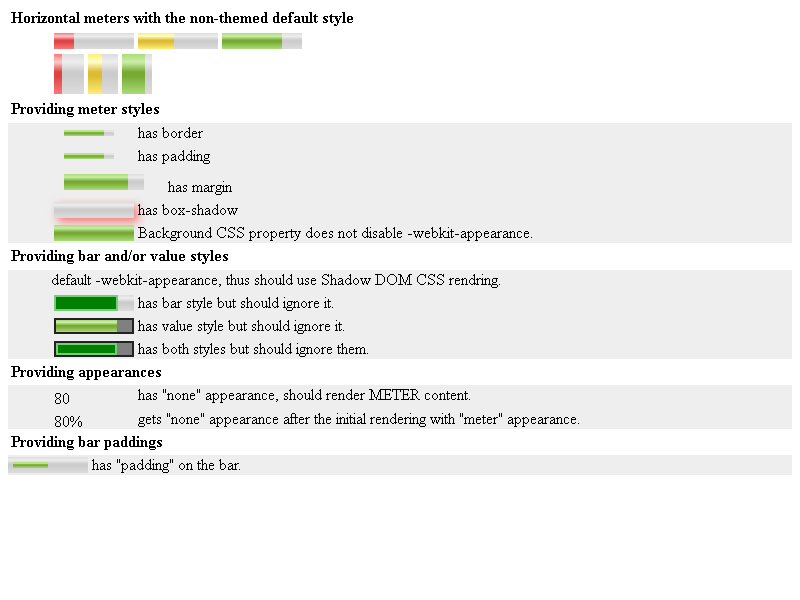 Horizontal meters with the non-themed default style
Providing meter styles
has border
has padding
has margin
has box-shadow
Background CSS property does not disable -webkit-appearance.
Providing bar and/or value styles
default -webkit-appearance, thus should use Shadow DOM CSS rendring.
has bar style but should ignore it.
has value style but should ignore it.
has both styles but should ignore them.
Providing appearances
80 has "none" appearance, should render METER content.
80% gets "none" appearance after the initial rendering with "meter" appearance.
Providing bar paddings
has "padding" on the bar.